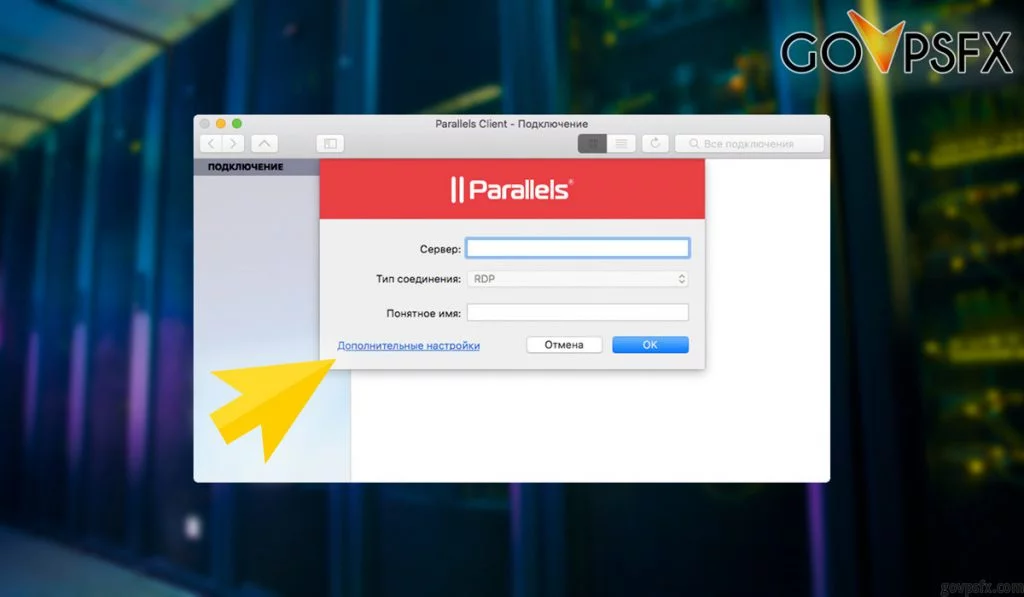 GOVPSFX
Parallels Client - Подключение
Все подключения
ПОДКЛЮЧЕНИЕ
Parallels®
Сервер:
Тип соединения: RDP
Понятное имя:
Дополнительные настройки Отмена OK
govpsfx.com